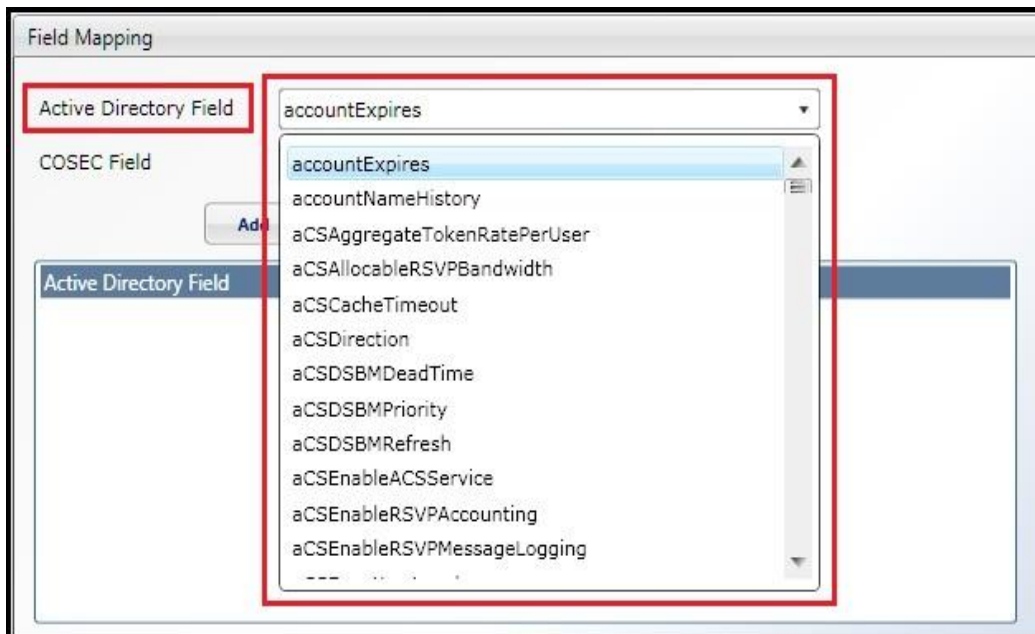 Field Mapping
Active Directory Field
accountExpires
COSEC Field
accountExpires
accountNameHistory
Add
aCSAggregateTokenRatePerUser
aCSAllocableRSVPBandwidth
Active Directory Field
aCSCacheTimeout
aCSDirection
aCSDSBMDeadTime
aCSDSBMPriority
aCSDSBMRefresh
aCSEnableACSService
aCSEnableRSVPAccounting
aCSEnableRSVPMessageLogging